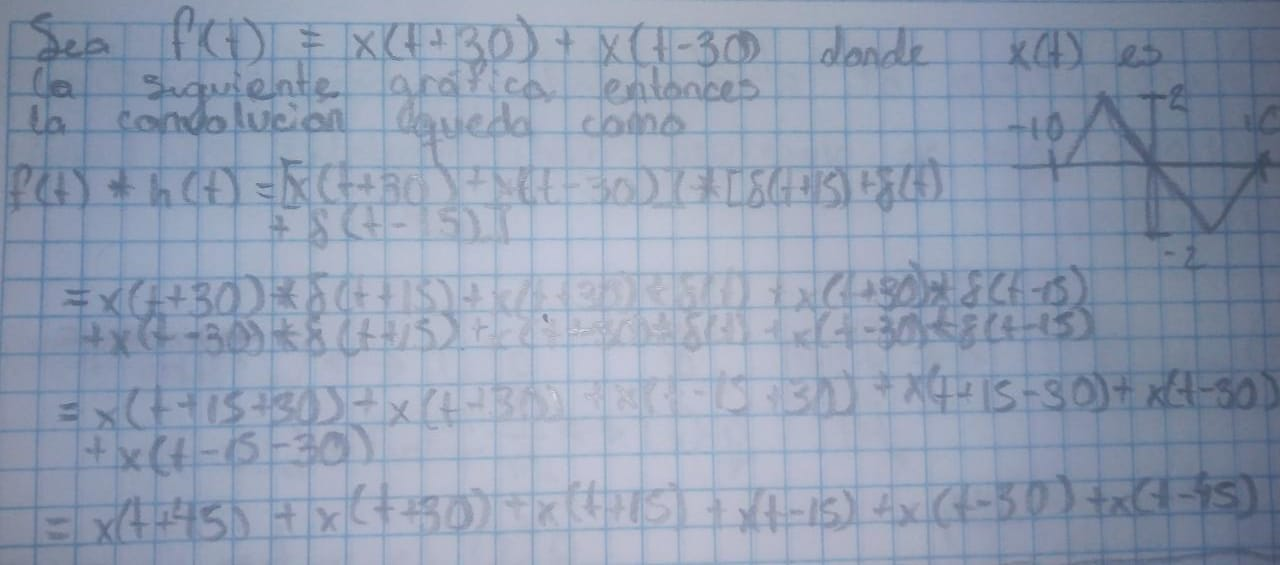 Sea f(t) = x(t+30) + x(t-30) donde x(t) es
la siguiente gráfica entonces
la convolución queda como
2
-10
10
-2
f(t) * h(t) = [x(t+30) + x(t-30)] * [δ(t+15) + δ(t)
+ δ(t-15)]
= x(t+30) * δ(t+15) + x(t+30) * δ(t) + x(t+30) * δ(t-15)
+ x(t-30) * δ(t+15) + x(t-30) * δ(t) + x(t-30) * δ(t-15)
= x(t+15+30) + x(t+30) + x(t-15+30) + x(t+15-30) + x(t-30)
+ x(t-15-30)
= x(t+45) + x(t+30) + x(t+15) + x(t-15) + x(t-30) + x(t-45)